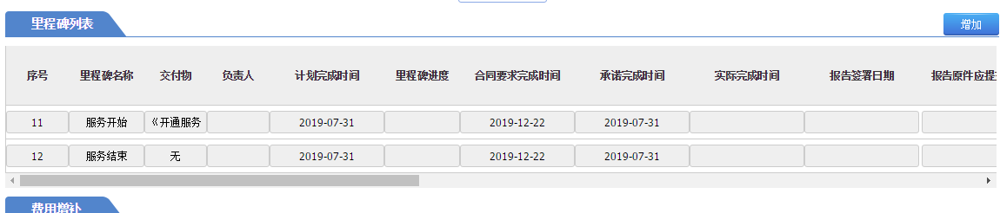 里程碑列表
增加
序号 里程碑名称 交付物 负责人 计划完成时间 里程碑进度 合同要求完成时间 承诺完成时间 实际完成时间 报告签署日期 报告原件应提
11 服务开始 《开通服务 2019-07-31 2019-12-22 2019-07-31
12 服务结束 无 2019-07-31 2019-12-22 2019-07-31
费用增补